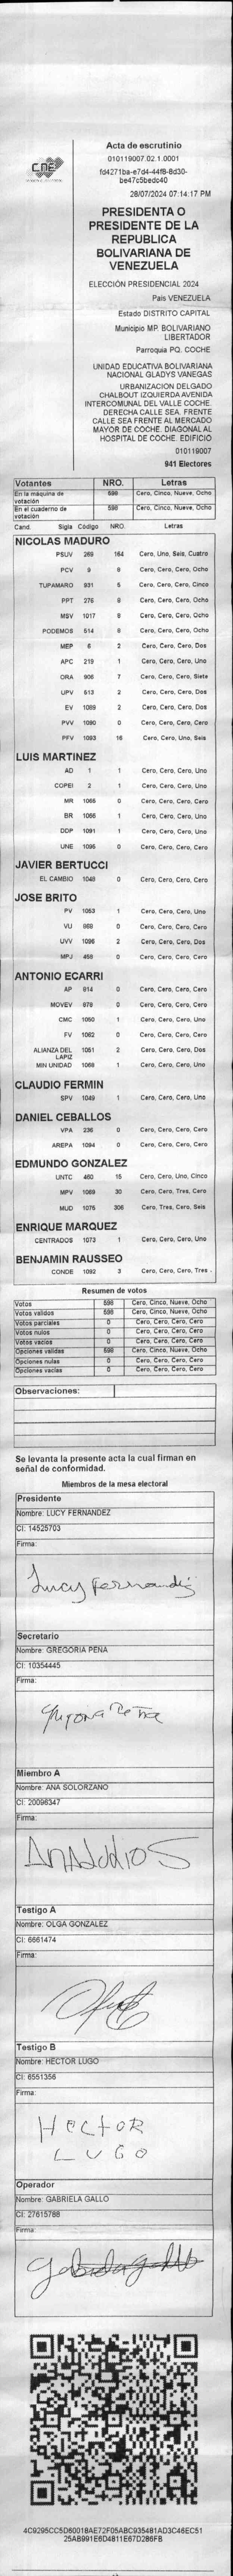 CNE
Acta de escrutinio
010119007.02.1.0001
fd4271ba-e7d4-44f8-8d30-
be47c5bedc40
28/07/2024 07:14:17 PM
PRESIDENTA O
PRESIDENTE DE LA
REPUBLICA
BOLIVARIANA DE
VENEZUELA
ELECCIÓN PRESIDENCIAL 2024
Pais VENEZUELA
Estado DISTRITO CAPITAL
Municipio MP. BOLIVARIANO
LIBERTADOR
Parroquia PQ. COCHE
UNIDAD EDUCATIVA BOLIVARIANA
NACIONAL GLADYS VANEGAS
URBANIZACION DELGADO
CHALBOUT IZQUIERDA AVENIDA
INTERCOMUNAL DEL VALLE COCHE.
DERECHA CALLE SEA. FRENTE
CALLE SEA FRENTE AL MERCADO
MAYOR DE COCHE. DIAGONAL AL
HOSPITAL DE COCHE. EDIFICIO
010119007
941 Electores
Votantes NRO. Letras
En la máquina de votación 598 Cero, Cinco, Nueve, Ocho
En el cuaderno de votación 598 Cero, Cinco, Nueve, Ocho
Cand. Sigla Código NRO. Letras
NICOLAS MADURO
PSUV 269 164 Cero, Uno, Seis, Cuatro
PCV 9 8 Cero, Cero, Cero, Ocho
TUPAMARO 931 5 Cero, Cero, Cero, Cinco
PPT 276 8 Cero, Cero, Cero, Ocho
MSV 1017 8 Cero, Cero, Cero, Ocho
PODEMOS 514 8 Cero, Cero, Cero, Ocho
MEP 6 2 Cero, Cero, Cero, Dos
APC 219 1 Cero, Cero, Cero, Uno
ORA 906 7 Cero, Cero, Cero, Siete
UPV 613 2 Cero, Cero, Cero, Dos
EV 1089 2 Cero, Cero, Cero, Dos
PVV 1090 0 Cero, Cero, Cero, Cero
PFV 1093 16 Cero, Cero, Uno, Seis
LUIS MARTINEZ
AD 1 1 Cero, Cero, Cero, Uno
COPEI 2 1 Cero, Cero, Cero, Uno
MR 1065 0 Cero, Cero, Cero, Cero
BR 1066 1 Cero, Cero, Cero, Uno
DDP 1091 1 Cero, Cero, Cero, Uno
UNE 1095 0 Cero, Cero, Cero, Cero
JAVIER BERTUCCI
EL CAMBIO 1048 0 Cero, Cero, Cero, Cero
JOSE BRITO
PV 1053 1 Cero, Cero, Cero, Uno
VU 868 0 Cero, Cero, Cero, Cero
UVV 1096 2 Cero, Cero, Cero, Dos
MPJ 458 0 Cero, Cero, Cero, Cero
ANTONIO ECARRI
AP 814 0 Cero, Cero, Cero, Cero
MOVEV 878 0 Cero, Cero, Cero, Cero
CMC 1050 1 Cero, Cero, Cero, Uno
FV 1062 0 Cero, Cero, Cero, Cero
ALIANZA DEL LAPIZ 1051 2 Cero, Cero, Cero, Dos
MIN UNIDAD 1068 1 Cero, Cero, Cero, Uno
CLAUDIO FERMIN
SPV 1049 1 Cero, Cero, Cero, Uno
DANIEL CEBALLOS
VPA 236 0 Cero, Cero, Cero, Cero
AREPA 1094 0 Cero, Cero, Cero, Cero
EDMUNDO GONZALEZ
UNTC 460 15 Cero, Cero, Uno, Cinco
MPV 1069 30 Cero, Cero, Tres, Cero
MUD 1075 306 Cero, Tres, Cero, Seis
ENRIQUE MARQUEZ
CENTRADOS 1073 1 Cero, Cero, Cero, Uno
BENJAMIN RAUSSEO
CONDE 1092 3 Cero, Cero, Cero, Tres
Resumen de votos
Votos 598 Cero, Cinco, Nueve, Ocho
Votos validos 598 Cero, Cinco, Nueve, Ocho
Votos parciales 0 Cero, Cero, Cero, Cero
Votos nulos 0 Cero, Cero, Cero, Cero
Votos vacios 0 Cero, Cero, Cero, Cero
Opciones validas 598 Cero, Cinco, Nueve, Ocho
Opciones nulas 0 Cero, Cero, Cero, Cero
Opciones vacias 0 Cero, Cero, Cero, Cero
Observaciones:
Se levanta la presente acta la cual firman en
señal de conformidad.
Miembros de la mesa electoral
Presidente
Nombre: LUCY FERNANDEZ
CI: 14525703
Firma:
Lucy Fernandez
Secretario
Nombre: GREGORIA PEÑA
CI: 10354445
Firma:
Miembro A
Nombre: ANA SOLORZANO
CI: 20096347
Firma:
Testigo A
Nombre: OLGA GONZALEZ
CI: 6661474
Firma:
Testigo B
Nombre: HECTOR LUGO
CI: 6551356
Firma:
HECTOR
LUGO
Operador
Nombre: GABRIELA GALLO
CI: 27615788
Firma:
Gabriela gallo
4C9295CC5D60018AE72F05ABC935481AD3C46EC51
25AB991E6D4811E67D286FB